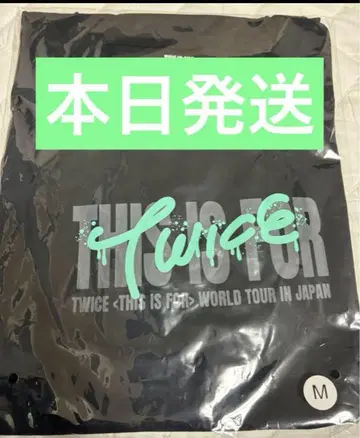 本日発送
THIS IS FOR
TWICE
TWICE <THIS IS FOR> WORLD TOUR IN JAPAN
M